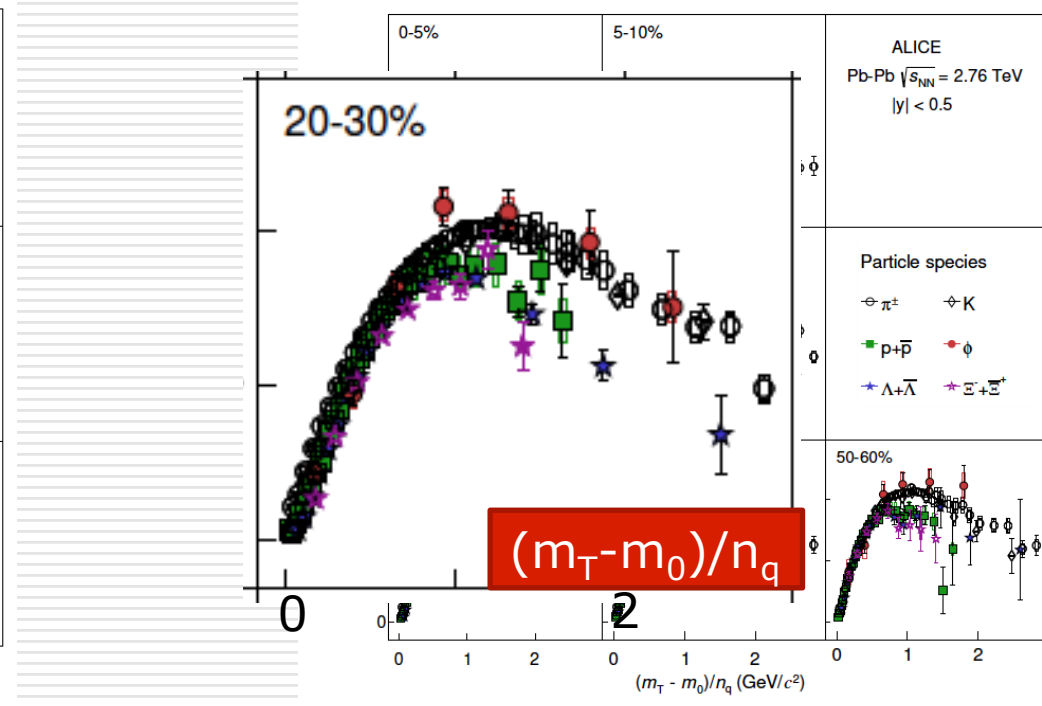 0-5%
5-10%
ALICE
Pb-Pb √sNN = 2.76 TeV
|y| < 0.5
20-30%
Particle species
π± K
p+p̅ ϕ
Λ+Λ̅ Ξ⁻+Ξ̅⁺
50-60%
(mT-m0)/nq
0 2
0
0 1 2 0 1 2 0 1 2
(mT - m0)/nq (GeV/c²)